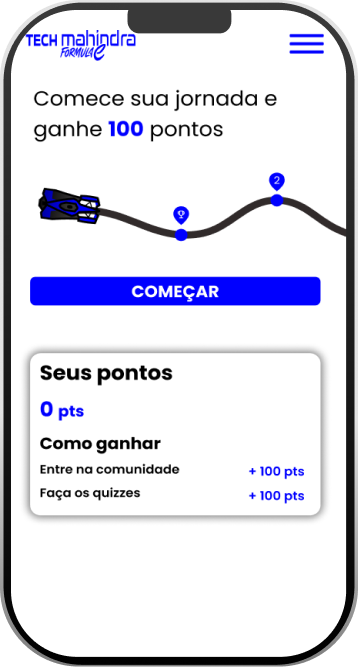 TECH mahindra
FORMULA E
Comece sua jornada e
ganhe 100 pontos
2
COMEÇAR
Seus pontos
0 pts
Como ganhar
Entre na comunidade + 100 pts
Faça os quizzes + 100 pts